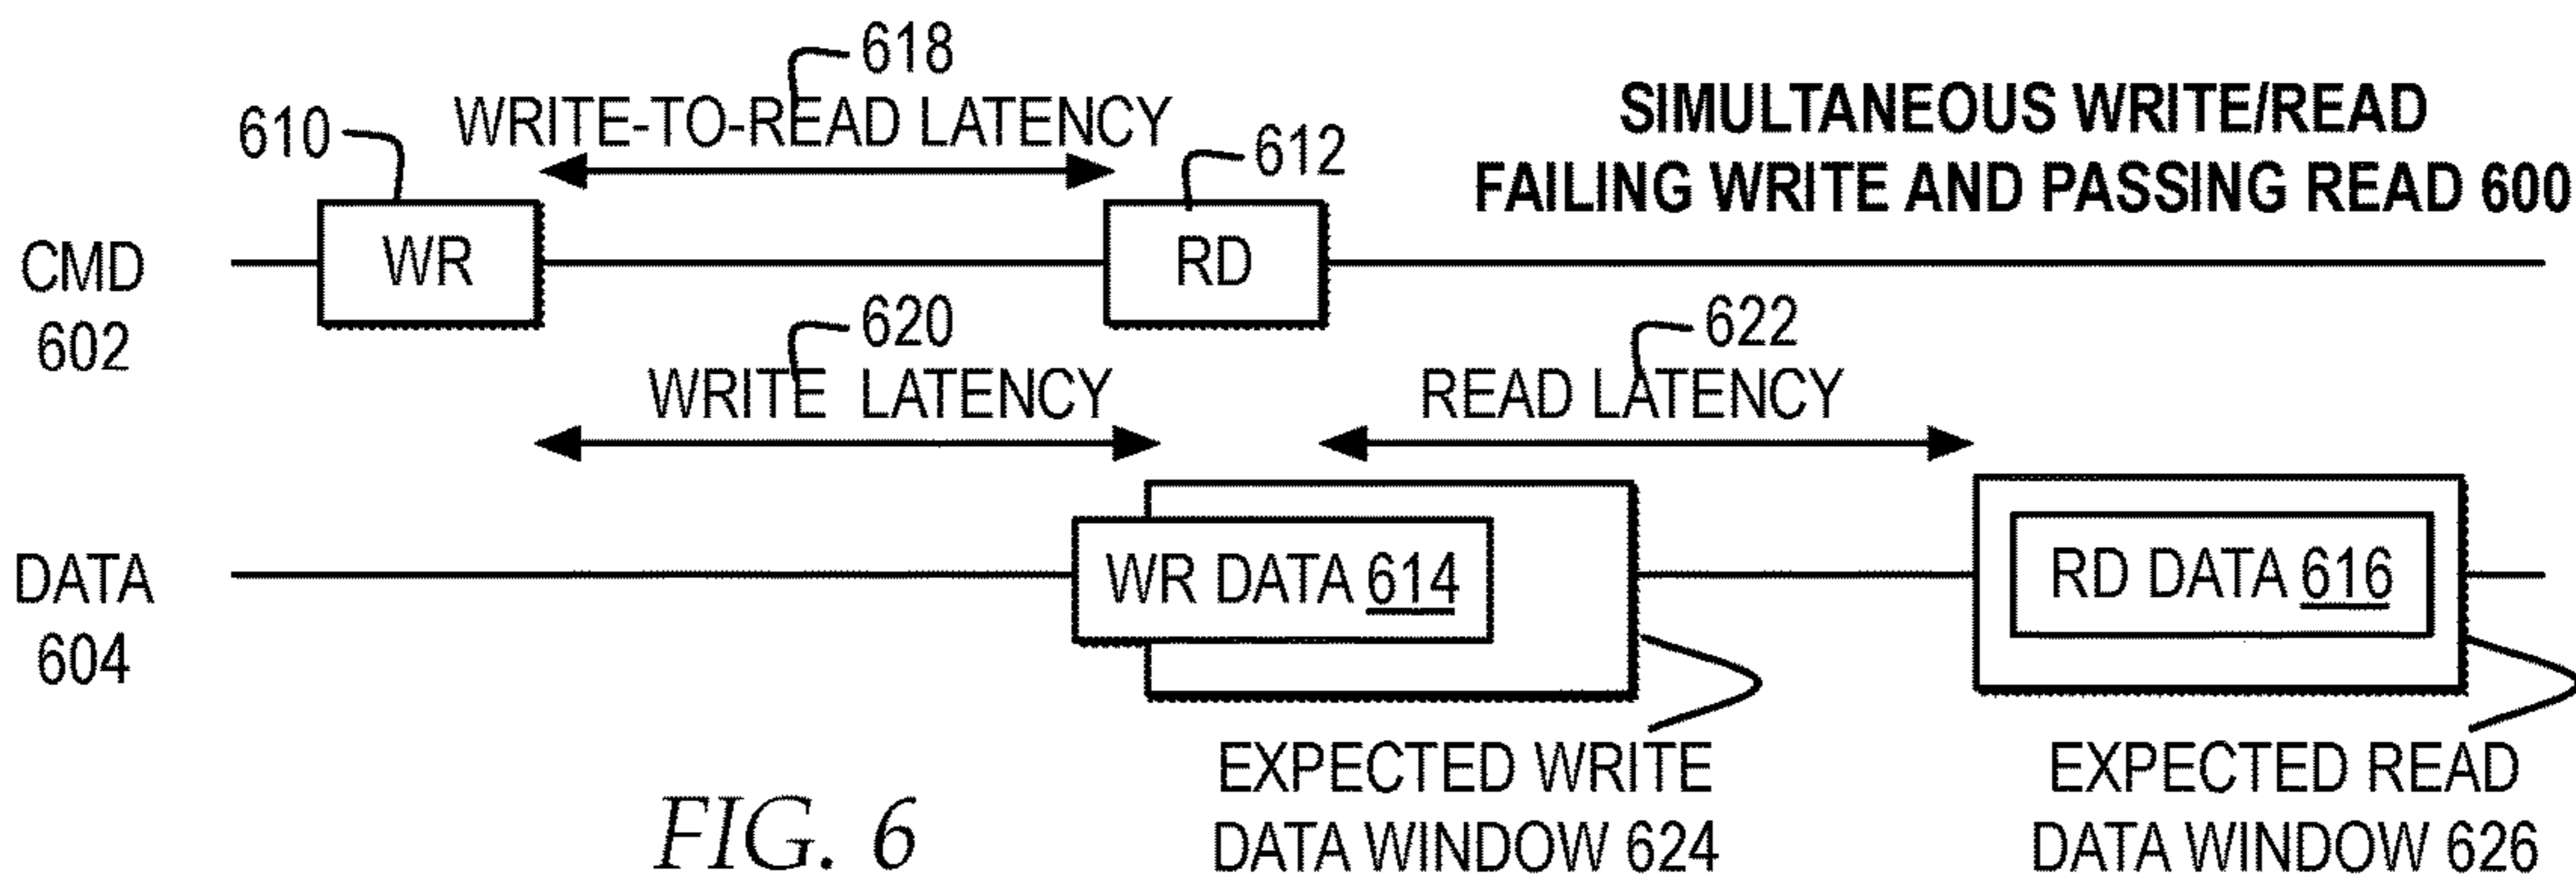 618
WRITE-TO-READ LATENCY
SIMULTANEOUS WRITE/READ
FAILING WRITE AND PASSING READ 600
610
612
CMD
602
WR
RD
620
WRITE LATENCY
622
READ LATENCY
DATA
604
WR DATA 614
RD DATA 616
EXPECTED WRITE
DATA WINDOW 624
EXPECTED READ
DATA WINDOW 626
FIG. 6